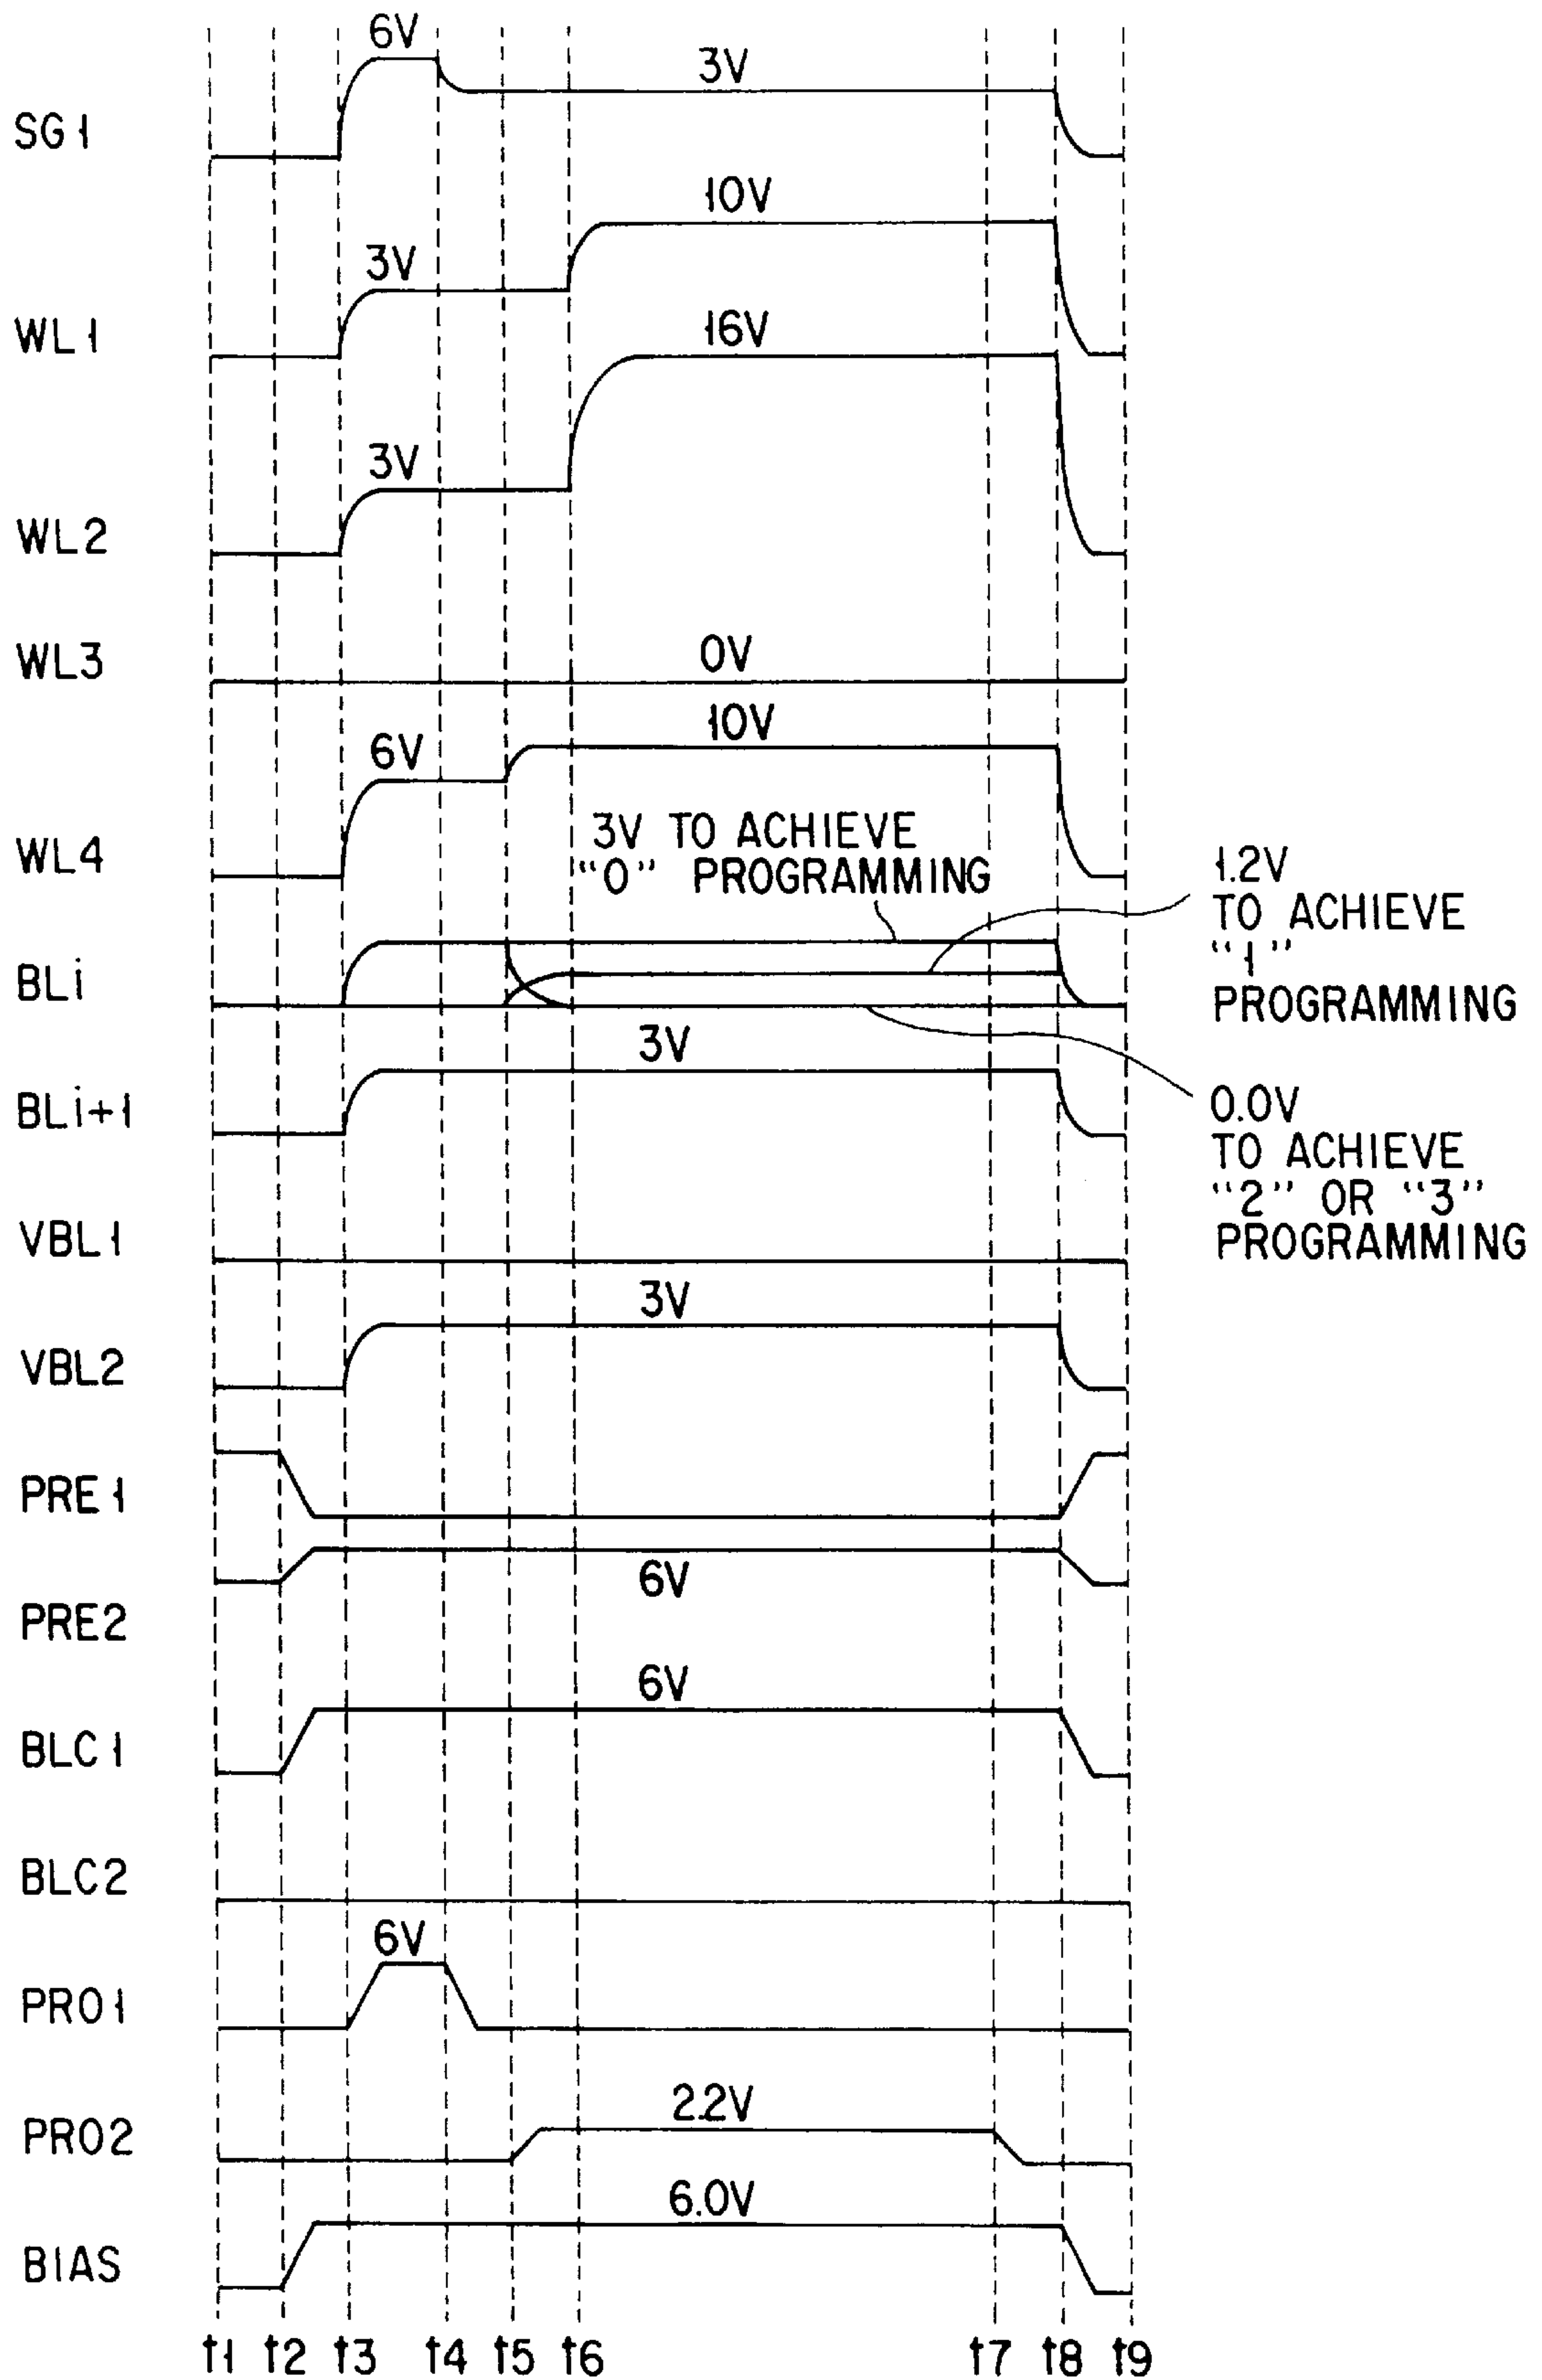 6V
3V
SG1
10V
3V
WL1
16V
3V
WL2
WL3
0V
10V
6V
WL4
3V TO ACHIEVE
"0" PROGRAMMING
1.2V
TO ACHIEVE
"1"
PROGRAMMING
BLi
3V
BLi+1
0.0V
TO ACHIEVE
"2" OR "3"
PROGRAMMING
VBL1
3V
VBL2
PRE1
6V
PRE2
6V
BLC1
BLC2
6V
PRO1
2.2V
PRO2
6.0V
BIAS
t1 t2 t3 t4 t5 t6 t7 t8 t9